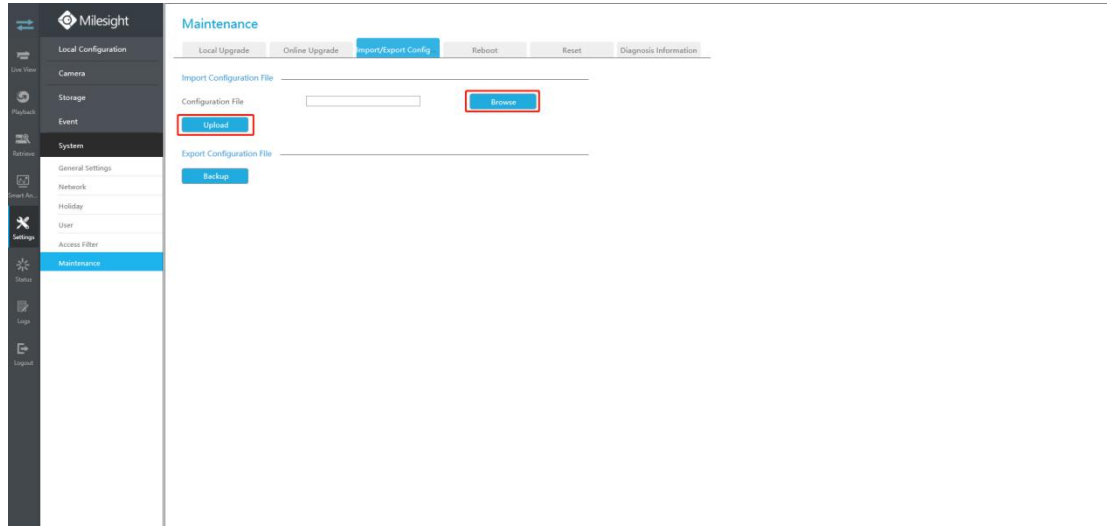 Milesight
Live View
Playback
Retrieve
Smart An...
Settings
Status
Logs
Logout
Local Configuration
Camera
Storage
Event
System
General Settings
Network
Holiday
User
Access Filter
Maintenance
Maintenance
Local Upgrade
Online Upgrade
Import/Export Config
Reboot
Reset
Diagnosis Information
Import Configuration File
Configuration File
Browse
Upload
Export Configuration File
Backup